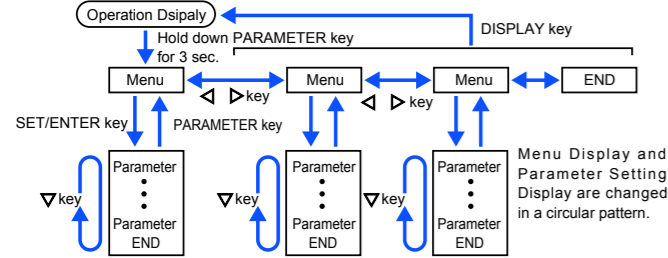 Operation Dsipaly
DISPLAY key
Hold down PARAMETER key
for 3 sec.
Menu
Menu
Menu
END
◁ ▷ key
◁ ▷ key
SET/ENTER key
PARAMETER key
Parameter
Parameter
Parameter
▽ key
▽ key
▽ key
Parameter
END
Parameter
END
Parameter
END
Menu Display and
Parameter Setting
Display are changed
in a circular pattern.